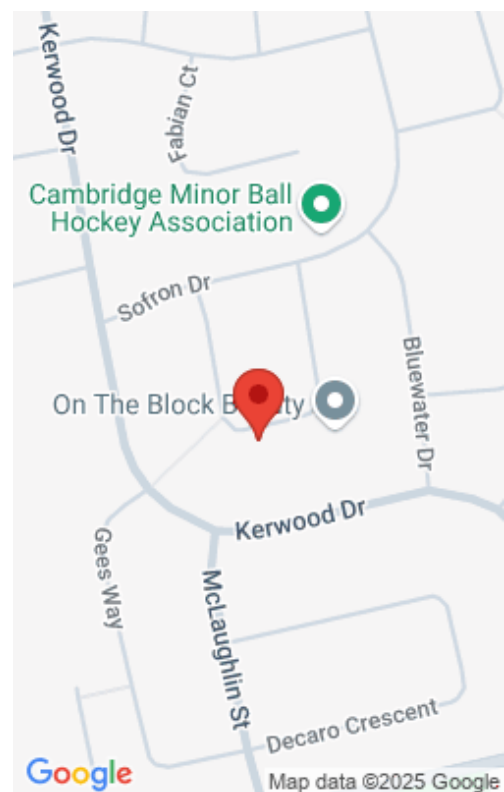 Kerwood Dr
Fabian Ct
Cambridge Minor Ball
Hockey Association
Sofron Dr
Bluewater Dr
On The Block B ty
Kerwood Dr
Gees Way
McLaughlin St
Decaro Crescent
Google
Map data ©2025 Google